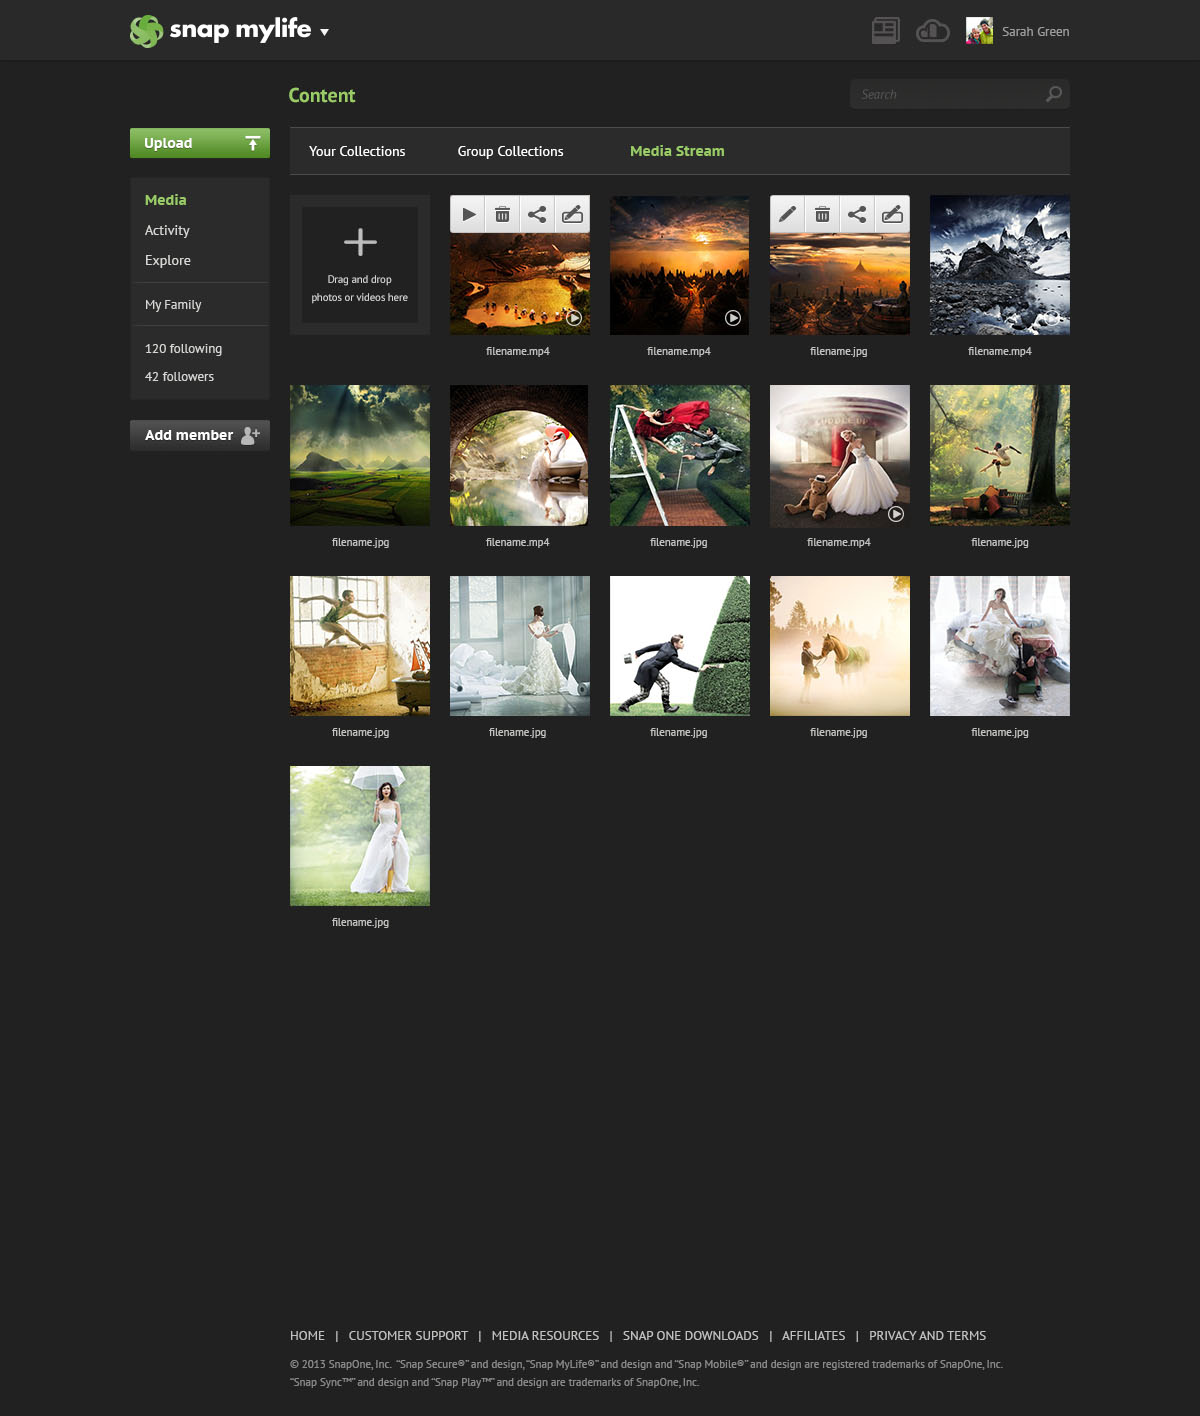 snap mylife
Sarah Green
Content
Search
Upload
Your Collections
Group Collections
Media Stream
Media
Activity
Explore
My Family
120 following
42 followers
Add member
Drag and drop
photos or videos here
filename.mp4
filename.mp4
filename.jpg
filename.mp4
filename.jpg
filename.mp4
filename.jpg
filename.mp4
filename.jpg
filename.jpg
filename.jpg
filename.jpg
filename.jpg
filename.jpg
filename.jpg
HOME | CUSTOMER SUPPORT | MEDIA RESOURCES | SNAP ONE DOWNLOADS | AFFILIATES | PRIVACY AND TERMS
© 2013 SnapOne, Inc. “Snap Secure®” and design, “Snap MyLife®” and design and “Snap Mobile®” and design are registered trademarks of SnapOne, Inc.
“Snap Sync™” and design and “Snap Play™” and design are trademarks of SnapOne, Inc.